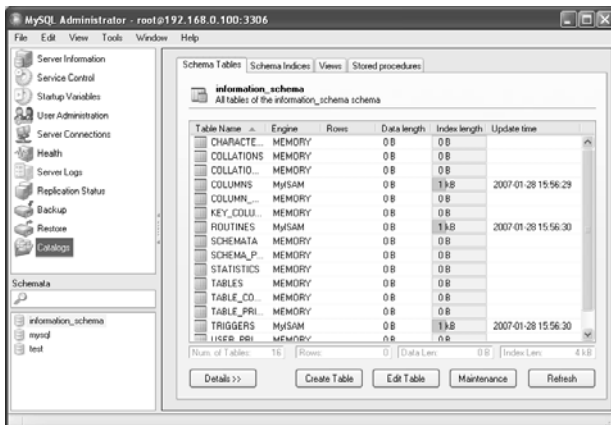 MySQL Administrator - root@192.168.0.100:3306
File Edit View Tools Window Help
Server Information
Service Control
Startup Variables
User Administration
Server Connections
Health
Server Logs
Replication Status
Backup
Restore
Catalogs
Schemata
information_schema
mysql
test
Schema Tables Schema Indices Views Stored procedures
information_schema
All tables of the information_schema schema
Table Name Engine Rows Data length Index length Update time
CHARACTE... MEMORY 0 B 0 B
COLLATIONS MEMORY 0 B 0 B
COLLATIO... MEMORY 0 B 0 B
COLUMNS MyISAM 0 B 1 kB 2007-01-28 15:56:29
COLUMN_... MEMORY 0 B 0 B
KEY_COLU... MEMORY 0 B 0 B
ROUTINES MyISAM 0 B 1 kB 2007-01-28 15:56:30
SCHEMATA MEMORY 0 B 0 B
SCHEMA_P... MEMORY 0 B 0 B
STATISTICS MEMORY 0 B 0 B
TABLES MEMORY 0 B 0 B
TABLE_CO... MEMORY 0 B 0 B
TABLE_PRI... MEMORY 0 B 0 B
TRIGGERS MyISAM 0 B 1 kB 2007-01-28 15:56:30
USER_PRI... MEMORY 0 B 0 B
Num. of Tables: 16 Rows: 0 Data Len: 0 B Index Len: 4 kB
Details >> Create Table Edit Table Maintenance Refresh